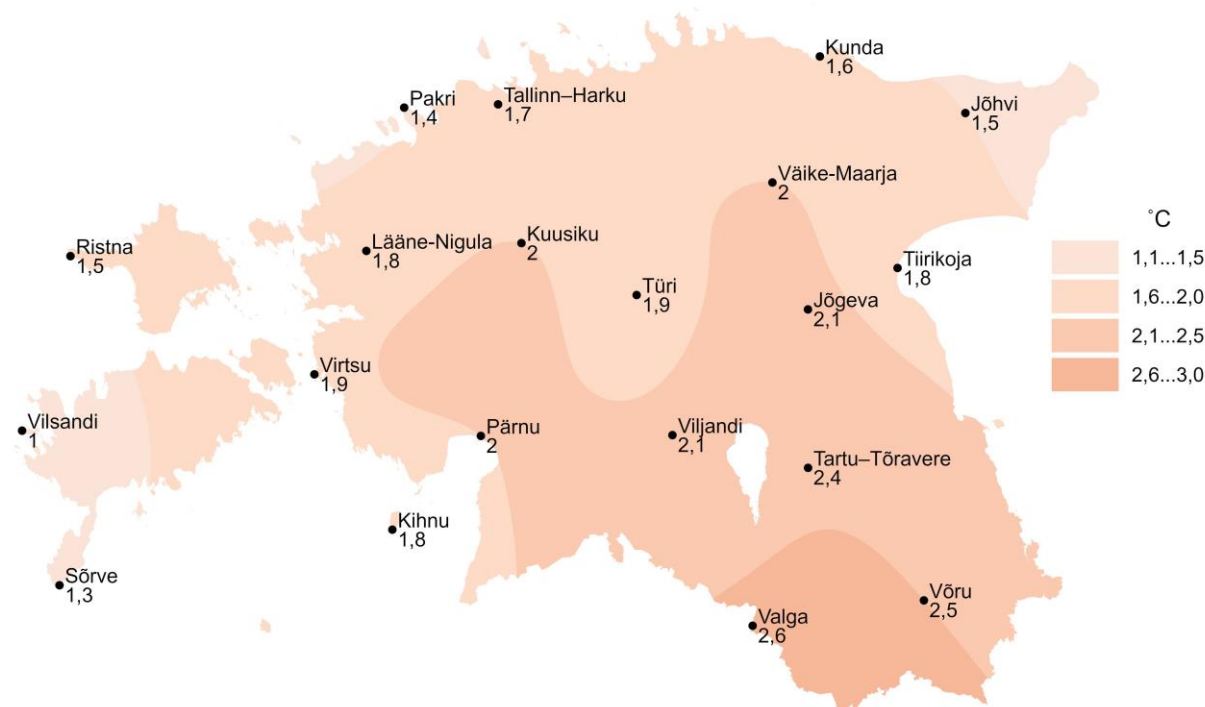 Kunda
1,6
Pakri
1,4
Tallinn–Harku
1,7
Jõhvi
1,5
Väike-Maarja
2
˚C
Ristna
1,5
Lääne-Nigula
1,8
Kuusiku
2
Tiirikoja
1,8
1,1...1,5
1,6...2,0
2,1...2,5
2,6...3,0
Türi
1,9
Jõgeva
2,1
Virtsu
1,9
Vilsandi
1
Pärnu
2
Viljandi
2,1
Tartu–Tõravere
2,4
Kihnu
1,8
Sõrve
1,3
Võru
2,5
Valga
2,6